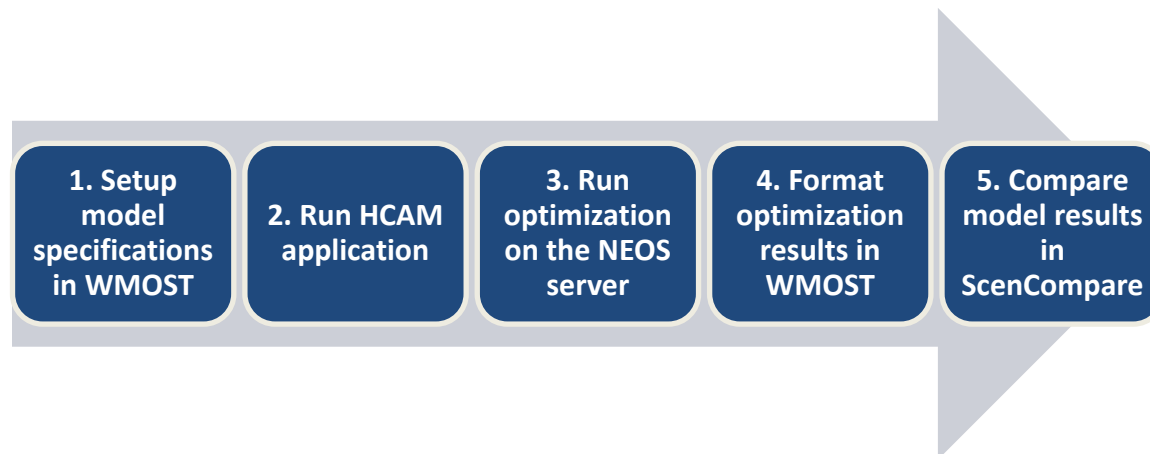 1. Setup
model
specifications
in WMOST
2. Run HCAM
application
3. Run
optimization
on the NEOS
server
4. Format
optimization
results in
WMOST
5. Compare
model results
in
ScenCompare